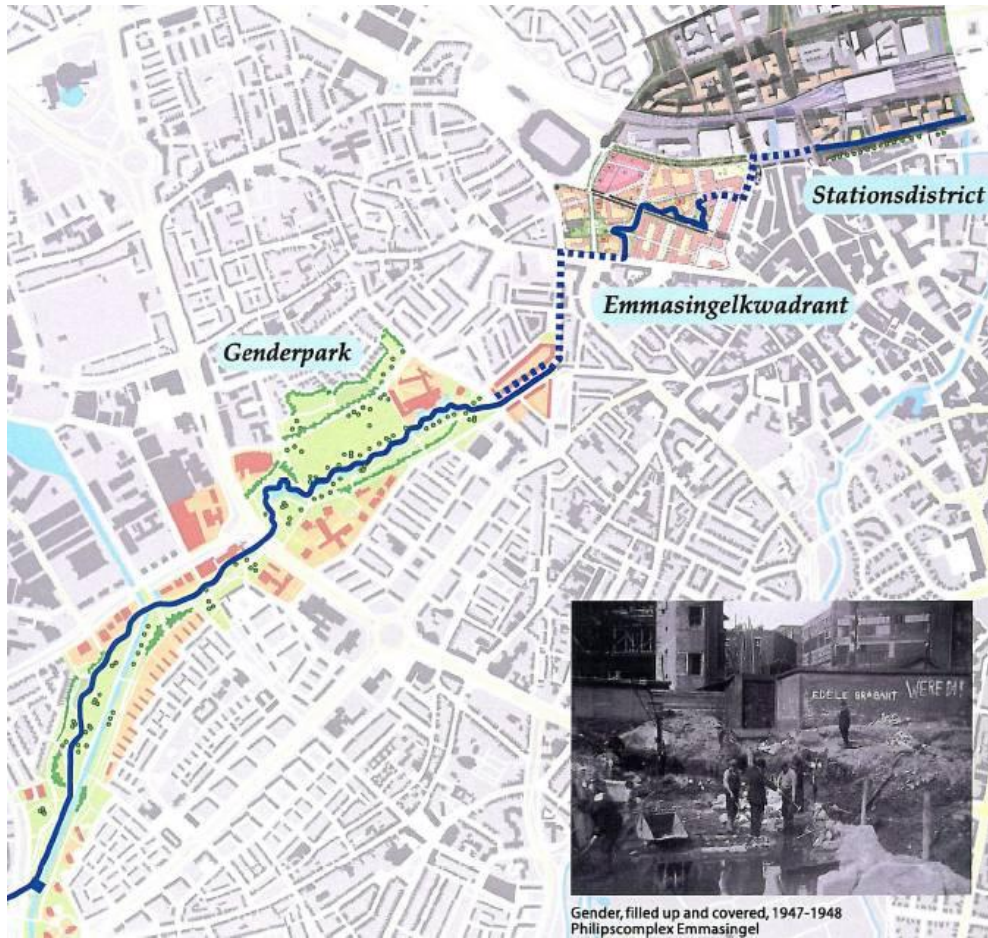 Stationsdistrict
Emmasingelkwadrant
Genderpark
EDELE BRABANT WERE DI!
Gender, filled up and covered, 1947-1948
Philipscomplex Emmasingel